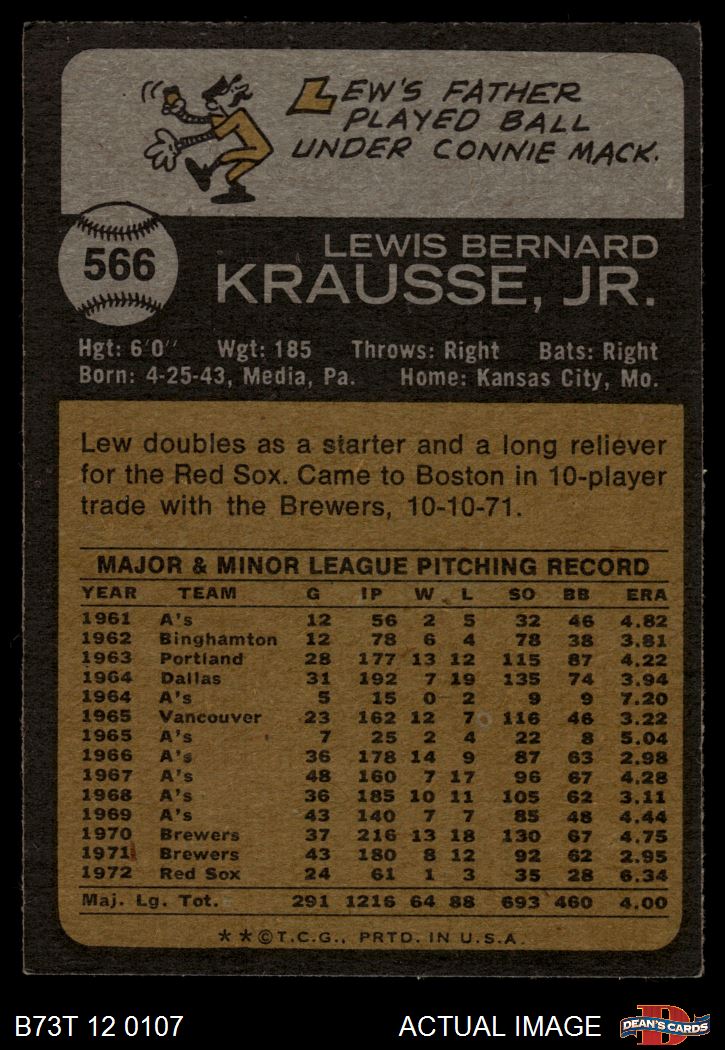 LEW'S FATHER
PLAYED BALL
UNDER CONNIE MACK.
566
LEWIS BERNARD
KRAUSSE, JR.
Hgt: 6'0" Wgt: 185 Throws: Right Bats: Right
Born: 4-25-43, Media, Pa. Home: Kansas City, Mo.
Lew doubles as a starter and a long reliever
for the Red Sox. Came to Boston in 10-player
trade with the Brewers, 10-10-71.
MAJOR & MINOR LEAGUE PITCHING RECORD
YEAR TEAM G IP W L SO BB ERA
1961 A's 12 56 2 5 32 46 4.82
1962 Binghamton 12 78 6 4 78 38 3.81
1963 Portland 28 177 13 12 115 87 4.22
1964 Dallas 31 192 7 19 135 74 3.94
1964 A's 5 15 0 2 9 9 7.20
1965 Vancouver 23 162 12 7 116 46 3.22
1965 A's 7 25 2 4 22 8 5.04
1966 A's 36 178 14 9 87 63 2.98
1967 A's 48 160 7 17 96 67 4.28
1968 A's 36 185 10 11 105 62 3.11
1969 A's 43 140 7 7 85 48 4.44
1970 Brewers 37 216 13 18 130 67 4.75
1971 Brewers 43 180 8 12 92 62 2.95
1972 Red Sox 24 61 1 3 35 28 6.34
Maj. Lg. Tot. 291 1216 64 88 693 460 4.00
**©T.C.G., PRTD. IN U.S.A.
B73T 12 0107 ACTUAL IMAGE DEAN'S CARDS